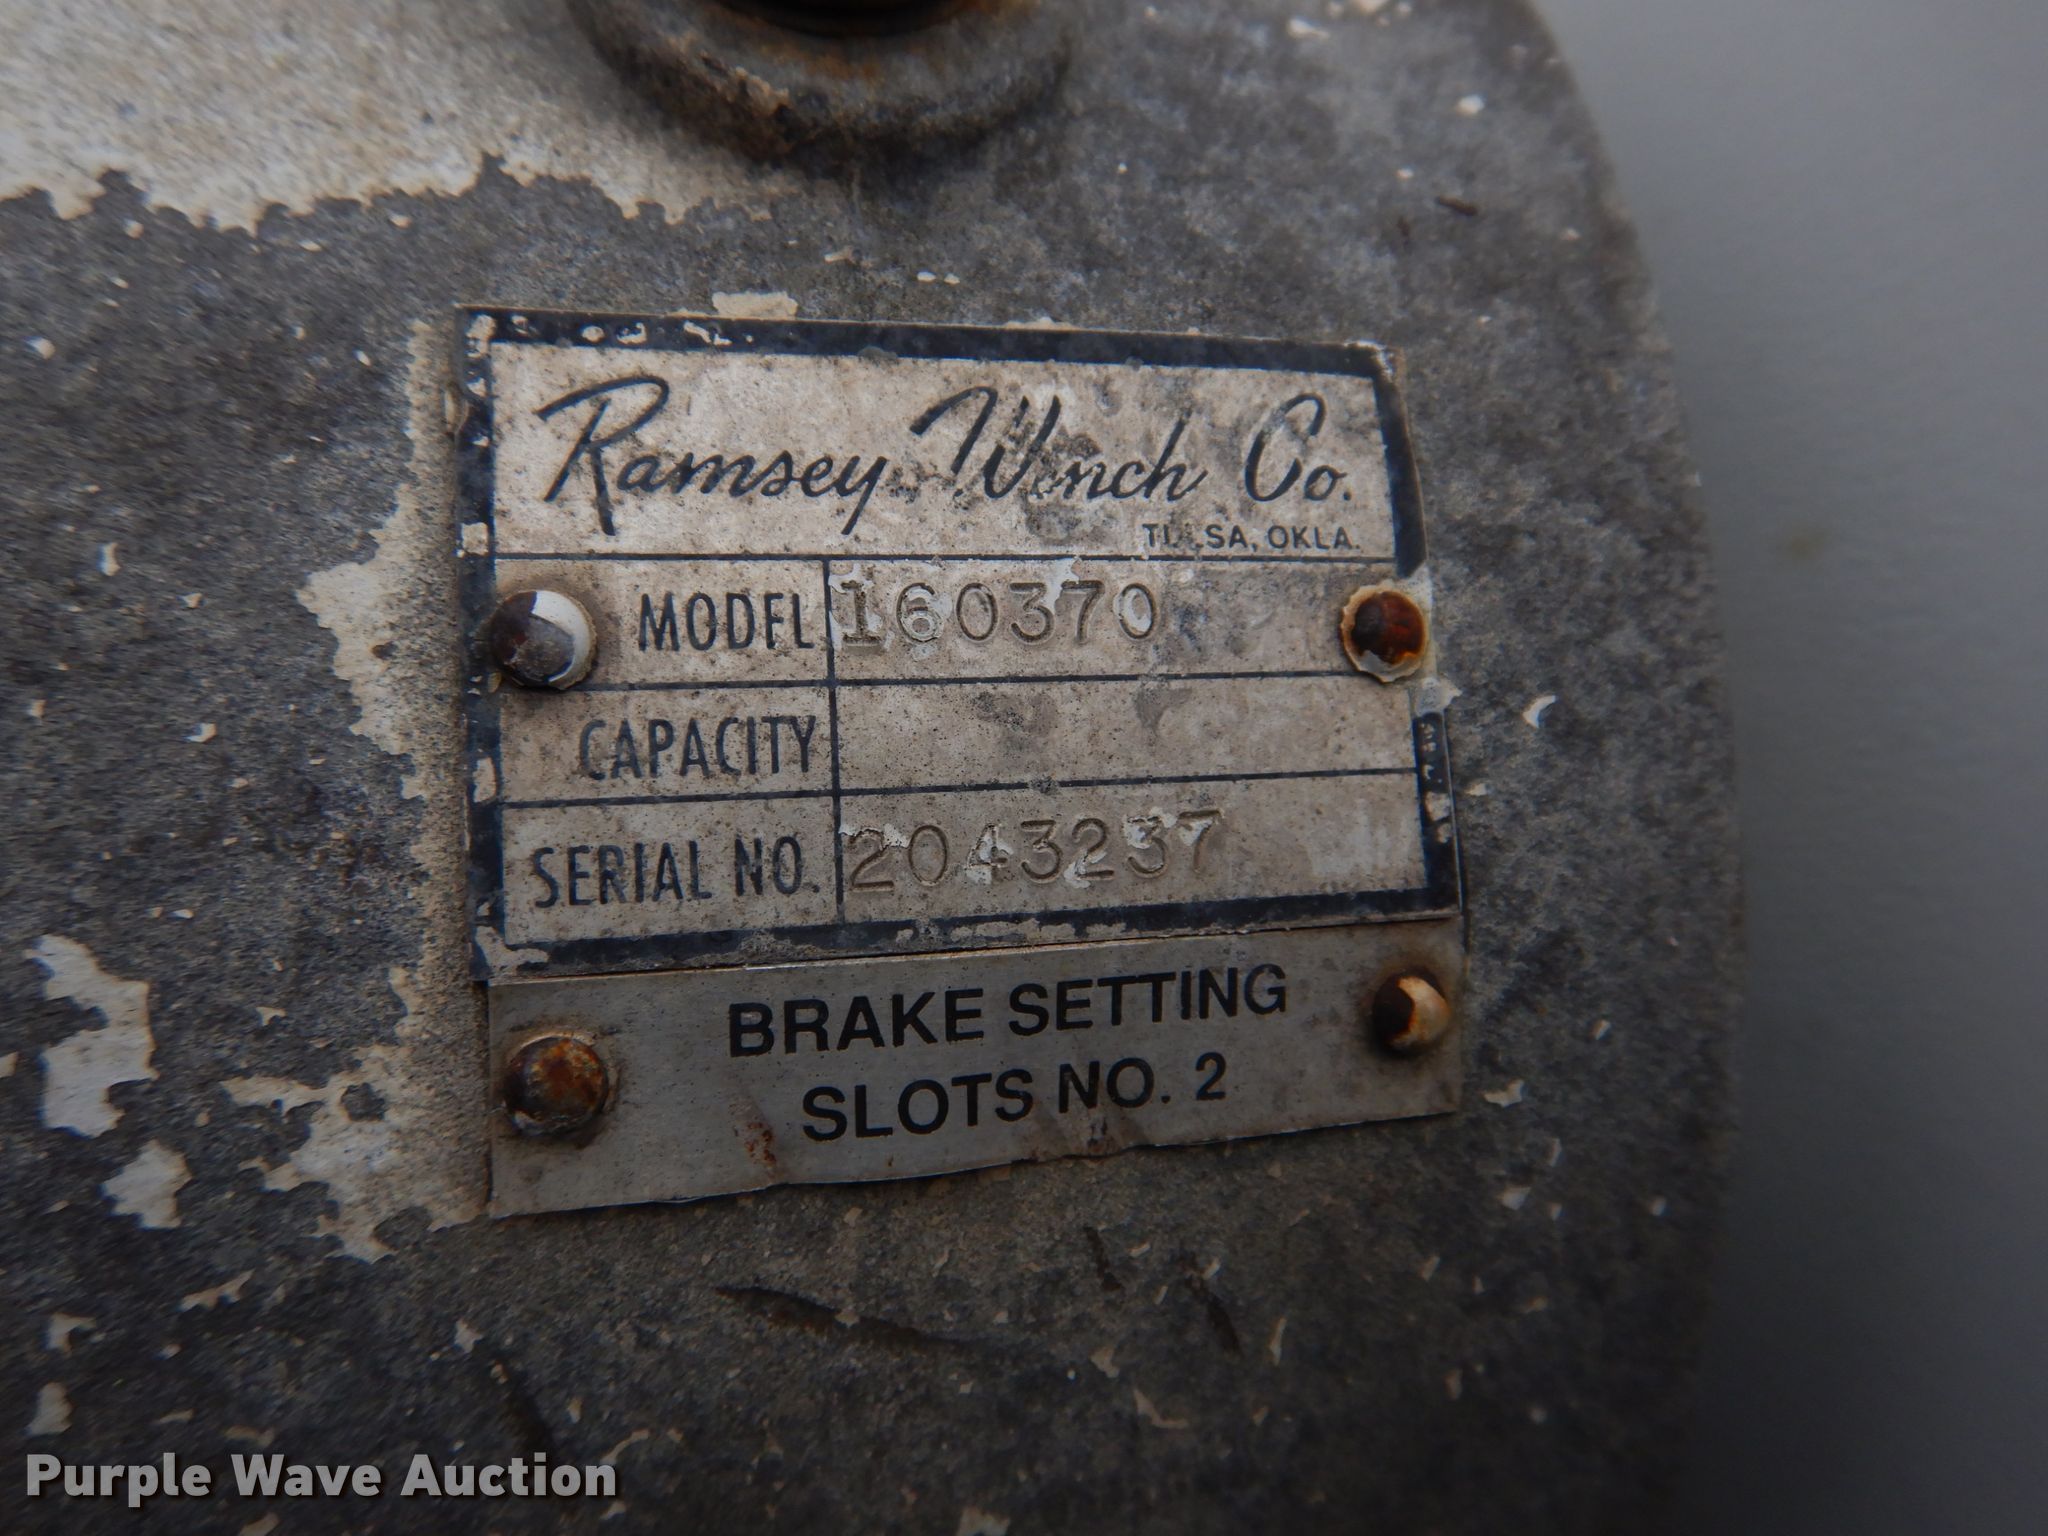 Ramsey Winch Co.
TULSA, OKLA.
MODEL 160370
CAPACITY
SERIAL NO. 2043237
BRAKE SETTING
SLOTS NO. 2
Purple Wave Auction